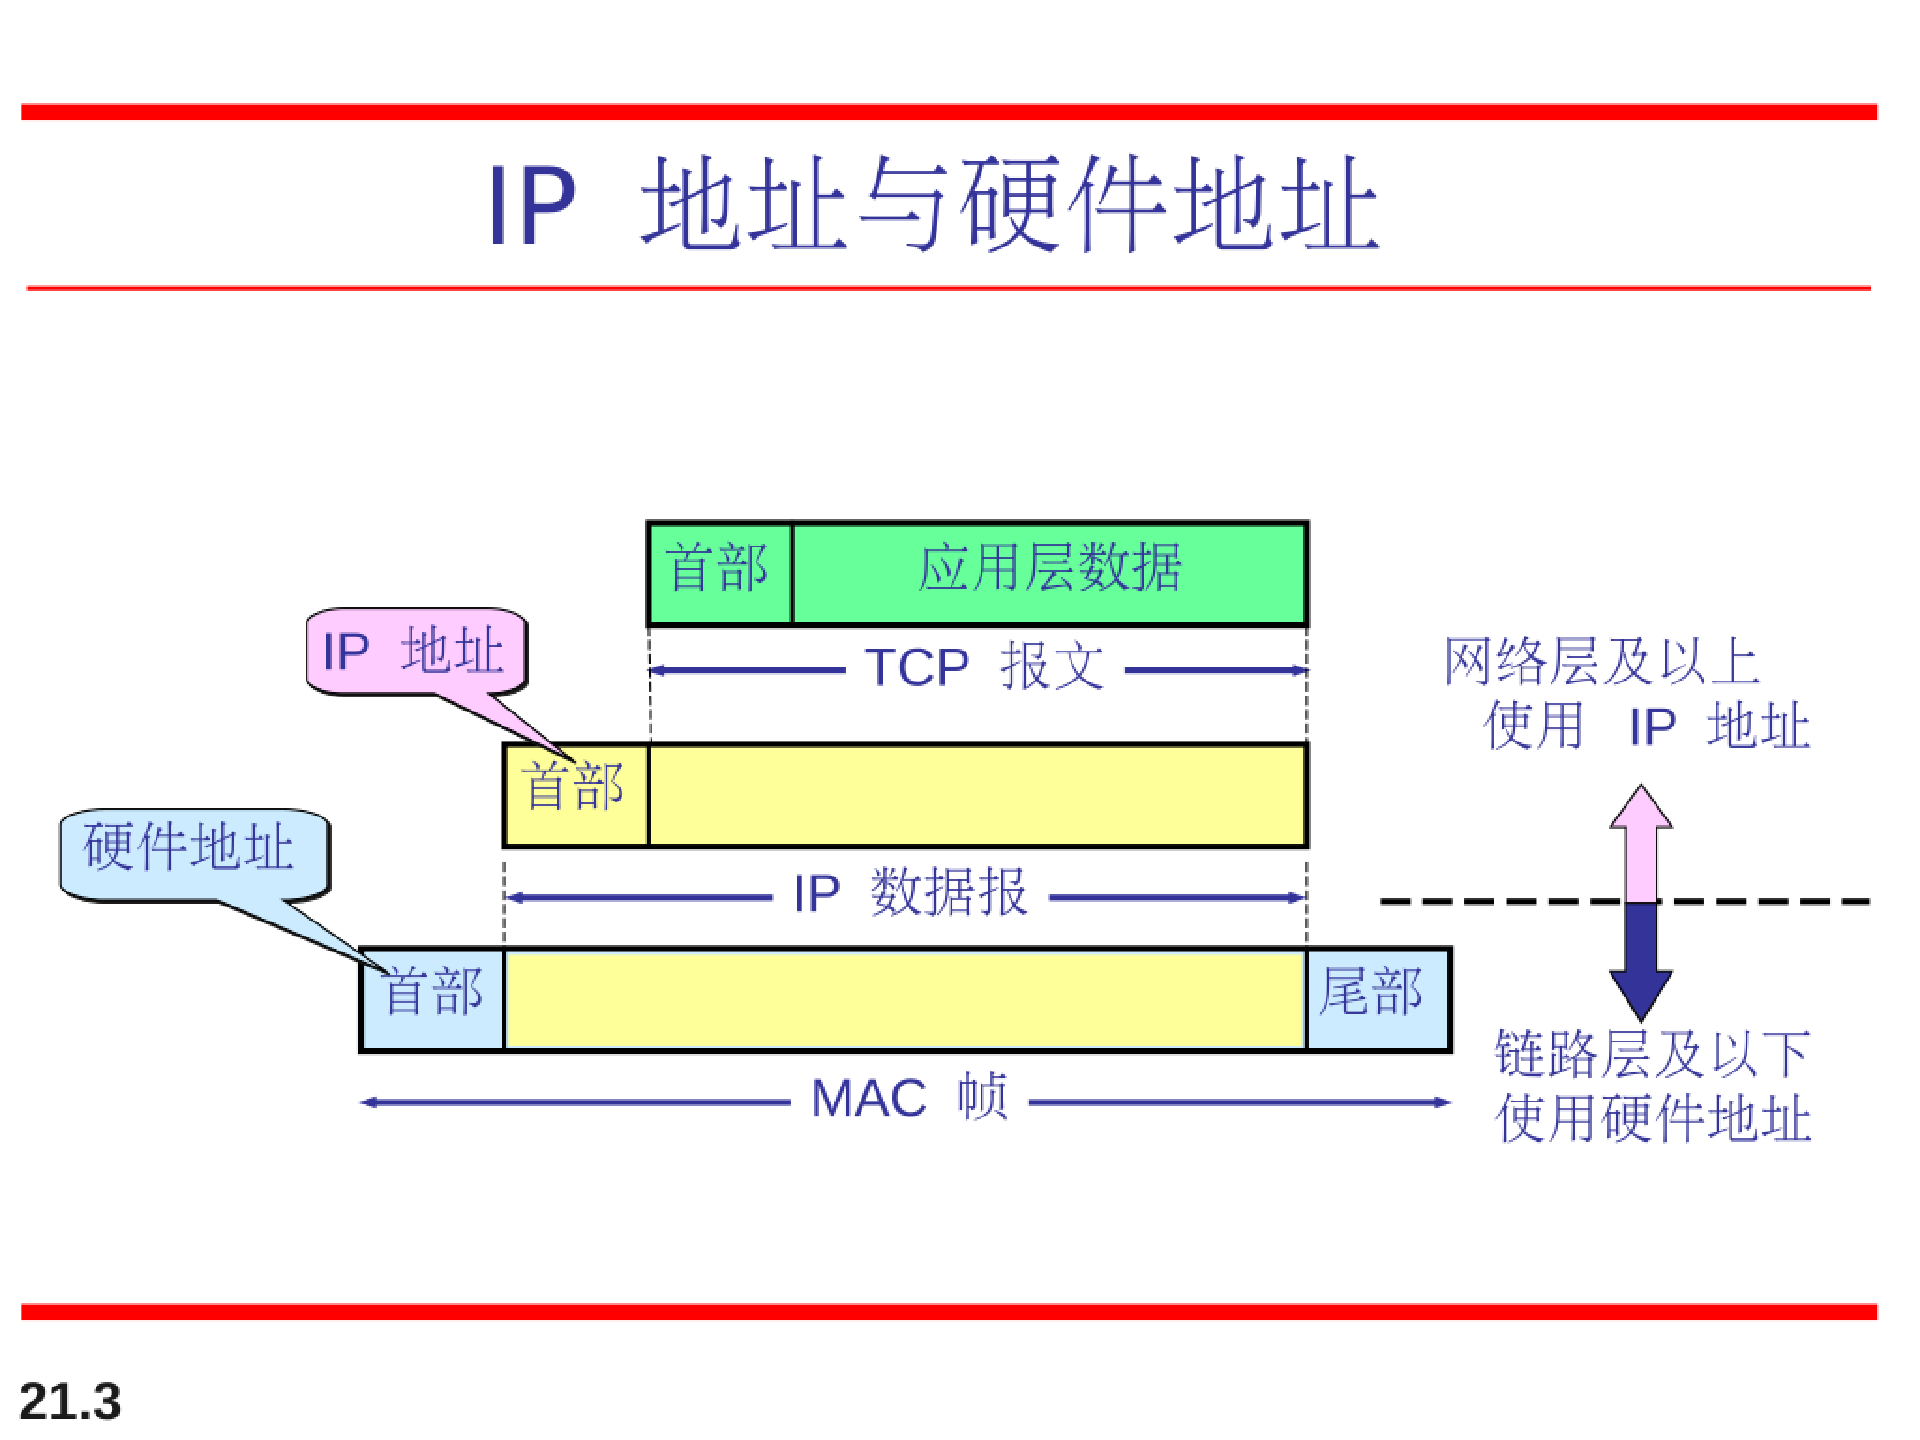 IP 地址与硬件地址
首部 应用层数据
IP 地址
TCP 报文
网络层及以上
使用 IP 地址
首部
硬件地址
IP 数据报
首部 尾部
链路层及以下
使用硬件地址
MAC 帧
21.3